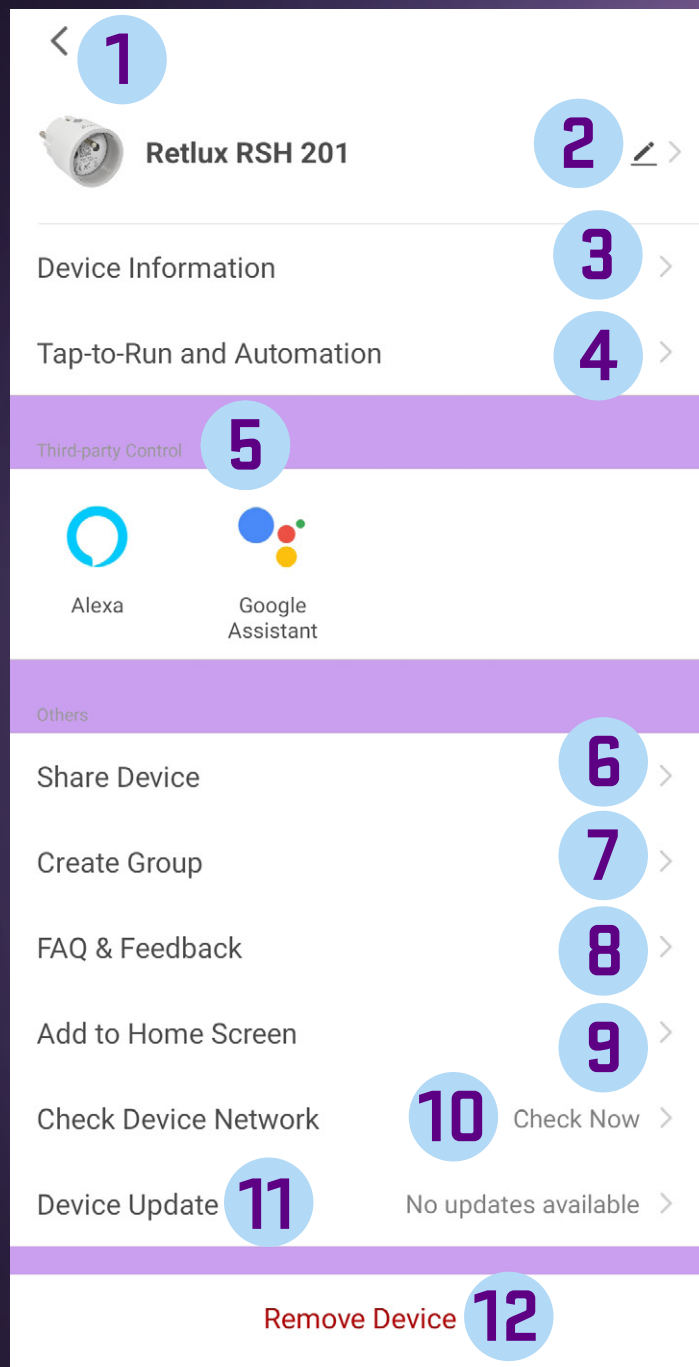 1
Retlux RSH 201 2
Device Information 3
Tap-to-Run and Automation 4
Third-party Control 5
Alexa
Google
Assistant
Others
Share Device 6
Create Group 7
FAQ & Feedback 8
Add to Home Screen 9
Check Device Network 10 Check Now
Device Update 11 No updates available
Remove Device 12